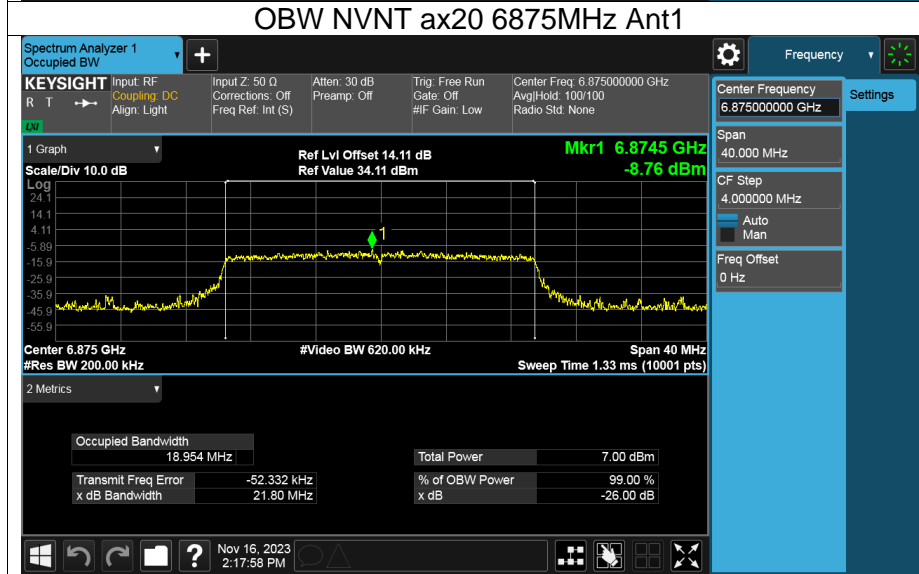 OBW NVNT ax20 6875MHz Ant1
Spectrum Analyzer 1
Occupied BW
+
Frequency
KEYSIGHT
R T
LXI
Input: RF
Coupling: DC
Align: Light
Input Z: 50 Ω
Corrections: Off
Freq Ref: Int (S)
Atten: 30 dB
Preamp: Off
Trig: Free Run
Gate: Off
#IF Gain: Low
Center Freq: 6.875000000 GHz
Avg|Hold: 100/100
Radio Std: None
Center Frequency
6.875000000 GHz
Settings
Span
40.000 MHz
CF Step
4.000000 MHz
Auto
Man
Freq Offset
0 Hz
1 Graph
Scale/Div 10.0 dB
Ref Lvl Offset 14.11 dB
Ref Value 34.11 dBm
Mkr1 6.8745 GHz
-8.76 dBm
Log
24.1
14.1
4.11
-5.89
-15.9
-25.9
-35.9
-45.9
-55.9
1
Center 6.875 GHz
#Res BW 200.00 kHz
#Video BW 620.00 kHz
Span 40 MHz
Sweep Time 1.33 ms (10001 pts)
2 Metrics
Occupied Bandwidth
18.954 MHz
Total Power 7.00 dBm
Transmit Freq Error -52.332 kHz
% of OBW Power 99.00 %
x dB Bandwidth 21.80 MHz
x dB -26.00 dB
?
Nov 16, 2023
2:17:58 PM